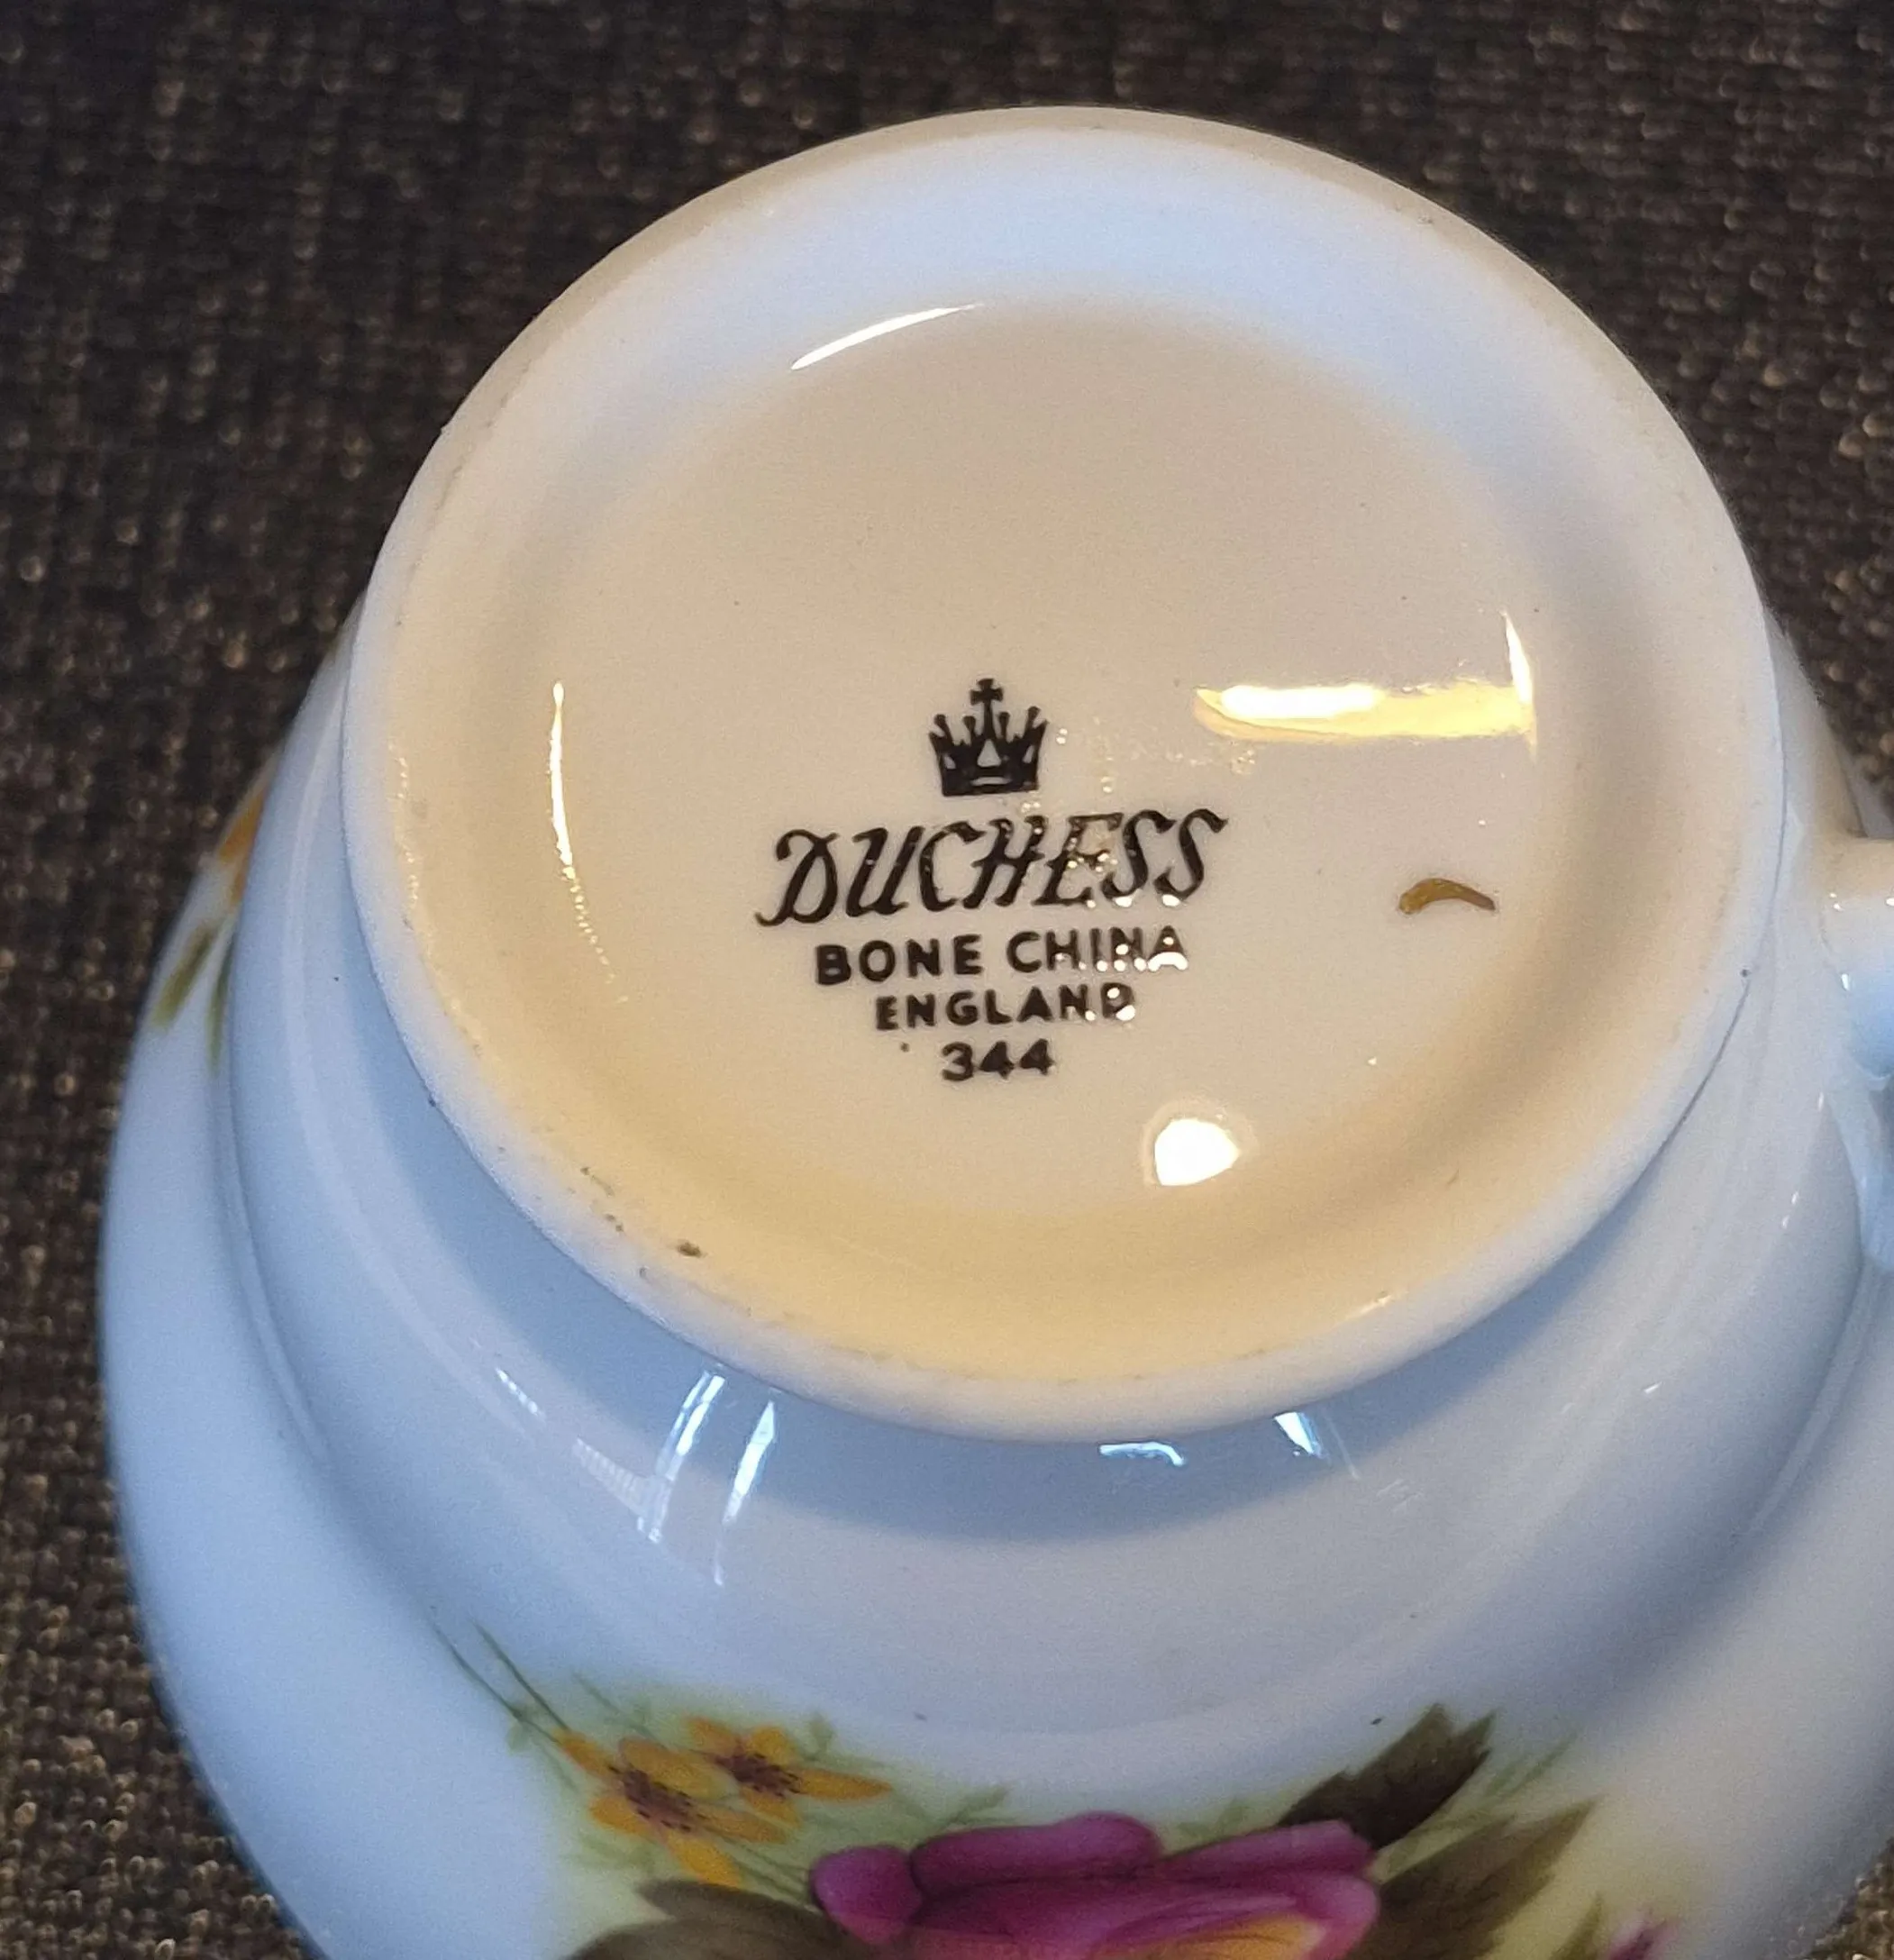 DUCHESS
BONE CHINA
ENGLAND
344